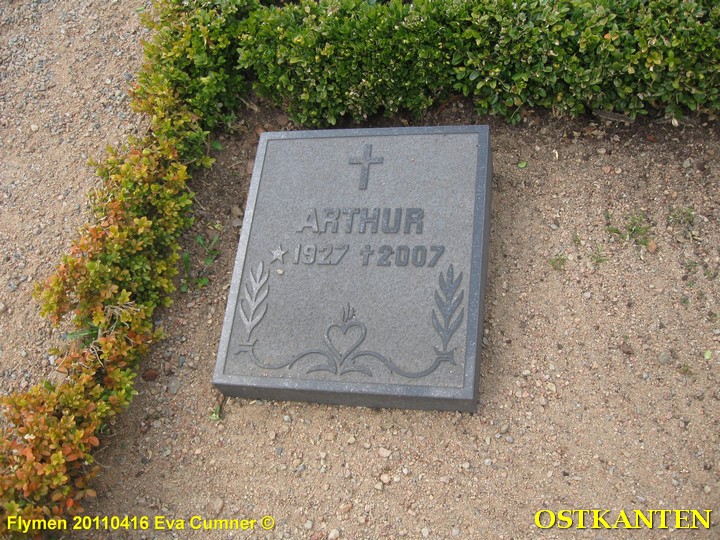 ARTHUR
☆1927 ✝2007
Flymen 20110416 Eva Cumner ©
OSTKANTEN